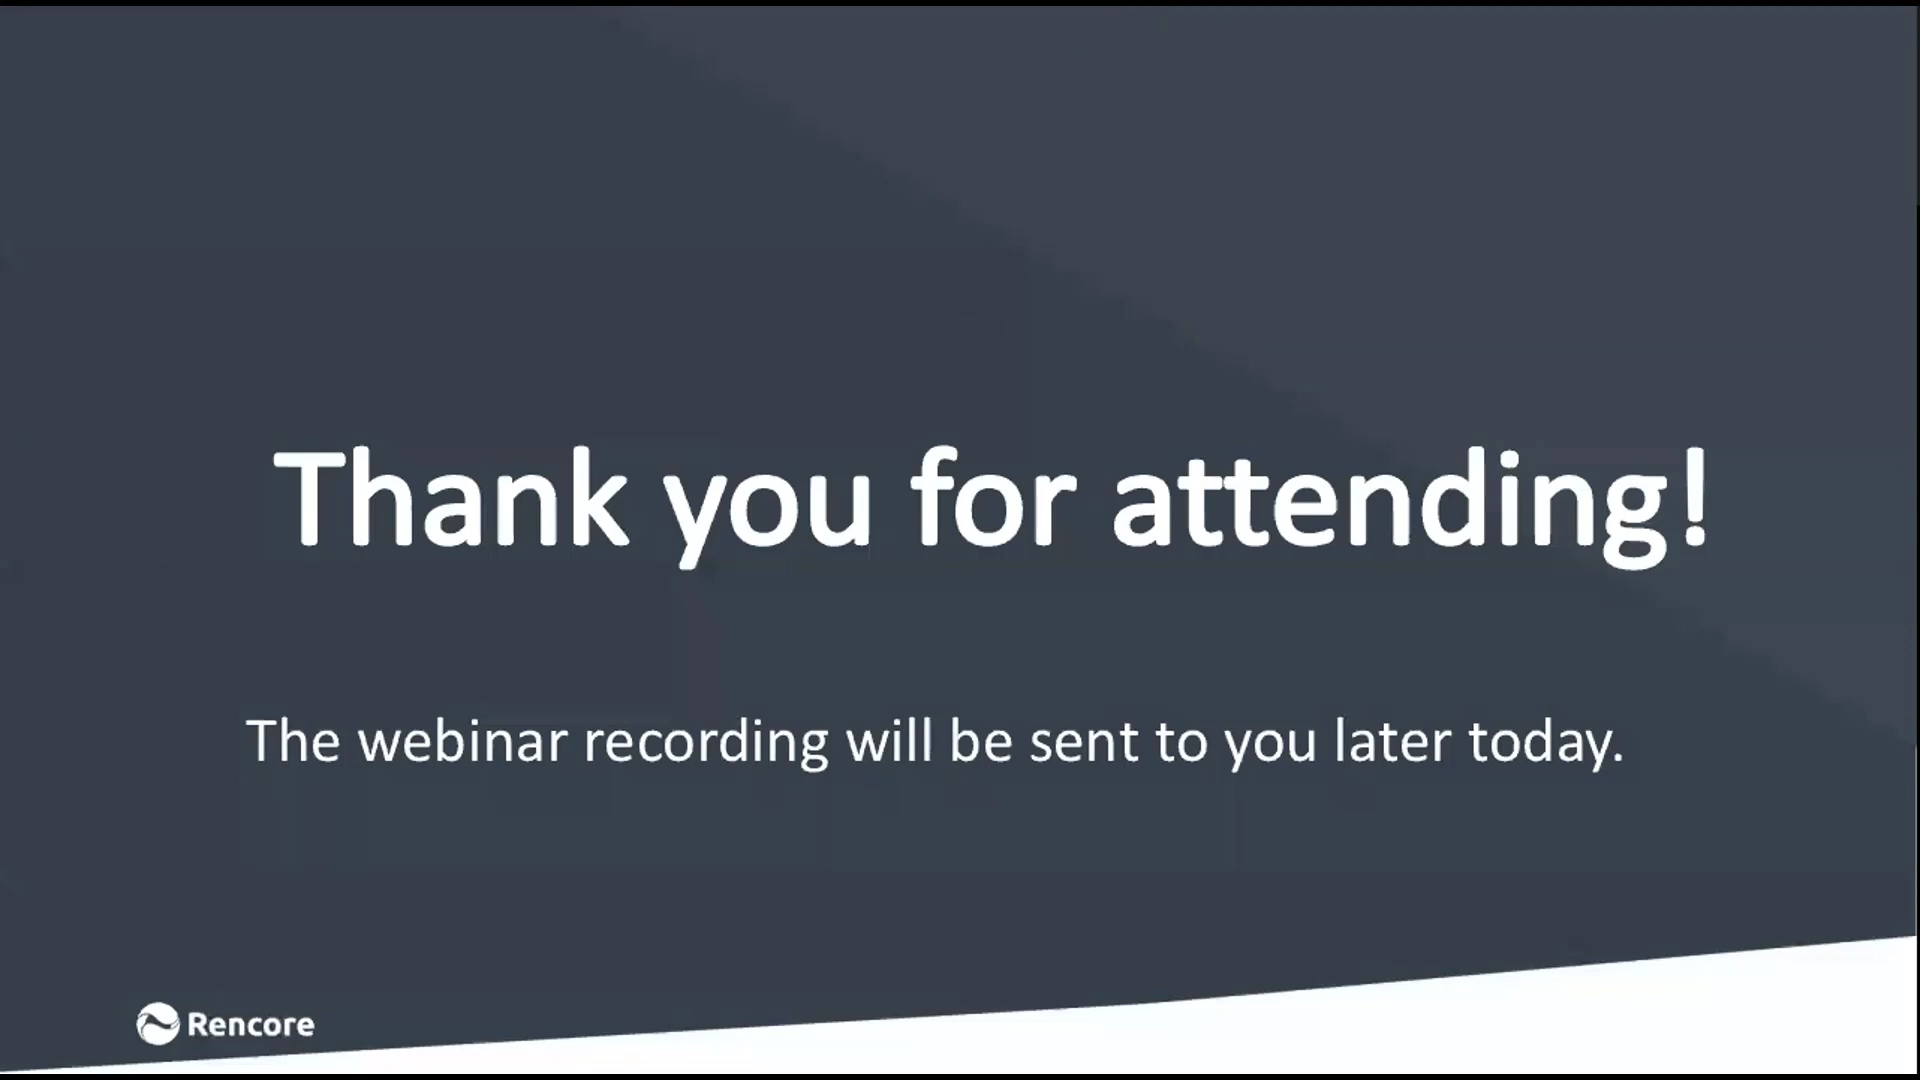 Thank you for attending!
The webinar recording will be sent to you later today.
Rencore